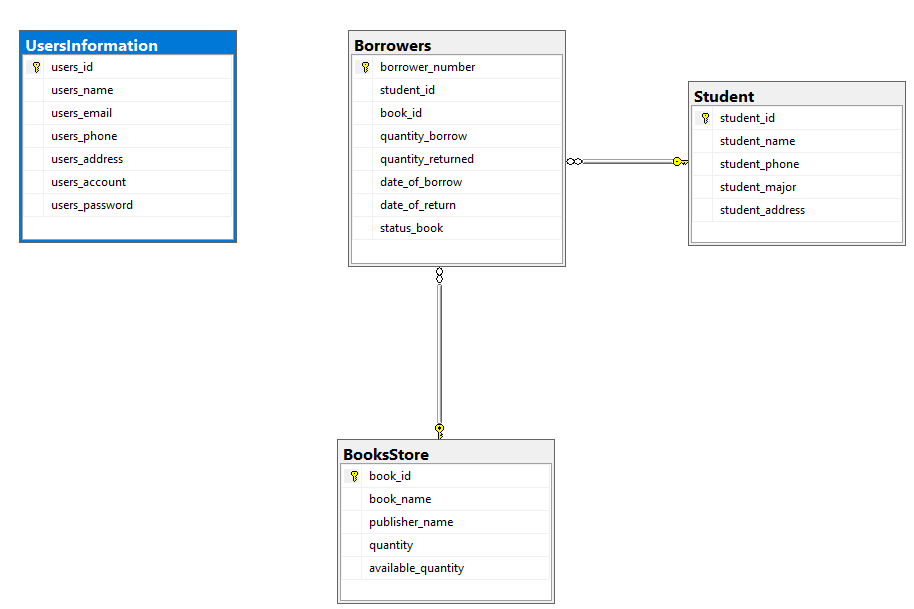 UsersInformation
users_id
users_name
users_email
users_phone
users_address
users_account
users_password
Borrowers
borrower_number
student_id
book_id
quantity_borrow
quantity_returned
date_of_borrow
date_of_return
status_book
Student
student_id
student_name
student_phone
student_major
student_address
BooksStore
book_id
book_name
publisher_name
quantity
available_quantity